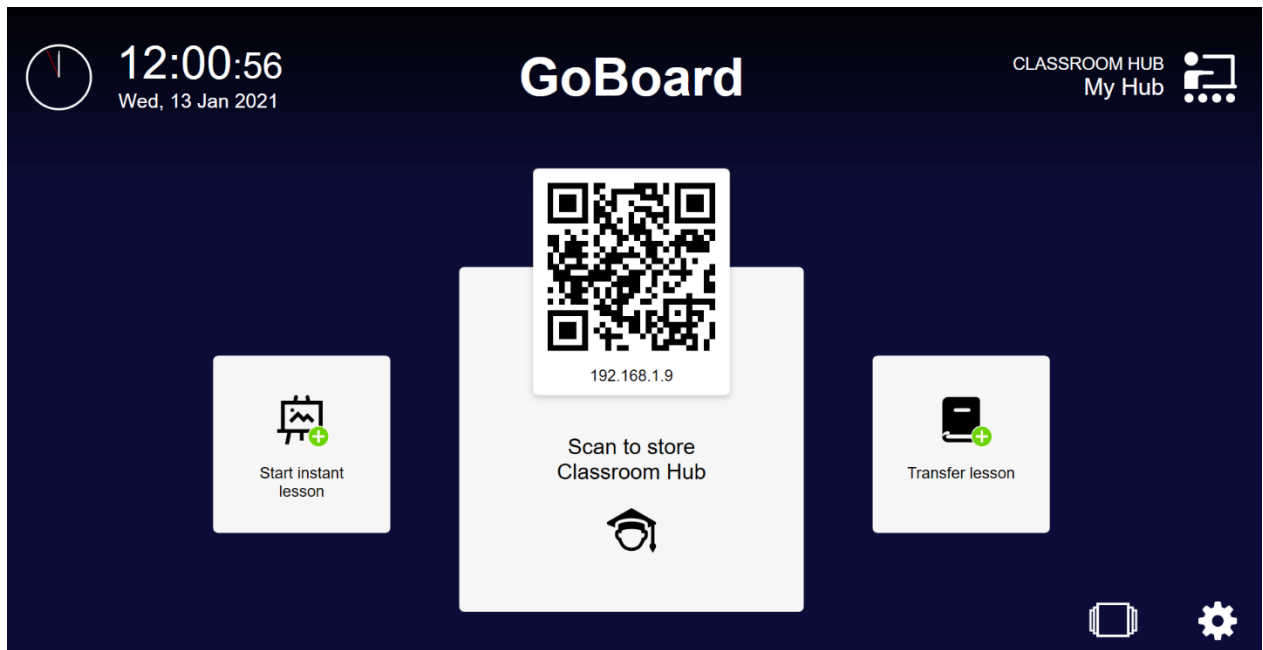 12:00:56
Wed, 13 Jan 2021
GoBoard
CLASSROOM HUB
My Hub
192.168.1.9
Scan to store
Classroom Hub
Start instant
lesson
Transfer lesson